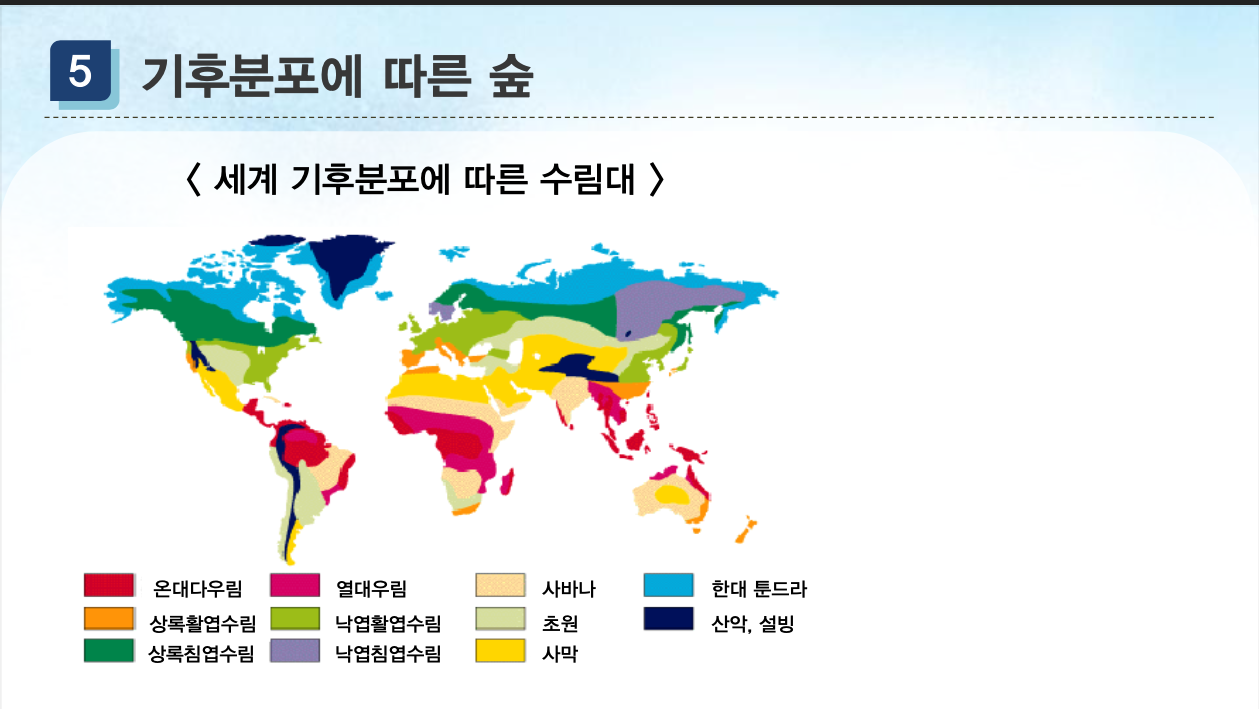 5 기후분포에 따른 숲
< 세계 기후분포에 따른 수림대 >
온대다우림 열대우림 사바나 한대 툰드라
상록활엽수림 낙엽활엽수림 초원 산악, 설빙
상록침엽수림 낙엽침엽수림 사막